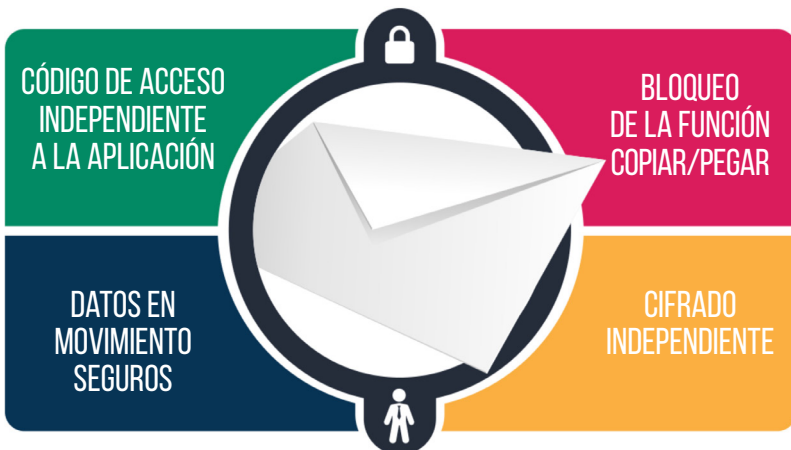 CÓDIGO DE ACCESO
INDEPENDIENTE
A LA APLICACIÓN
BLOQUEO
DE LA FUNCIÓN
COPIAR/PEGAR
DATOS EN
MOVIMIENTO
SEGUROS
CIFRADO
INDEPENDIENTE